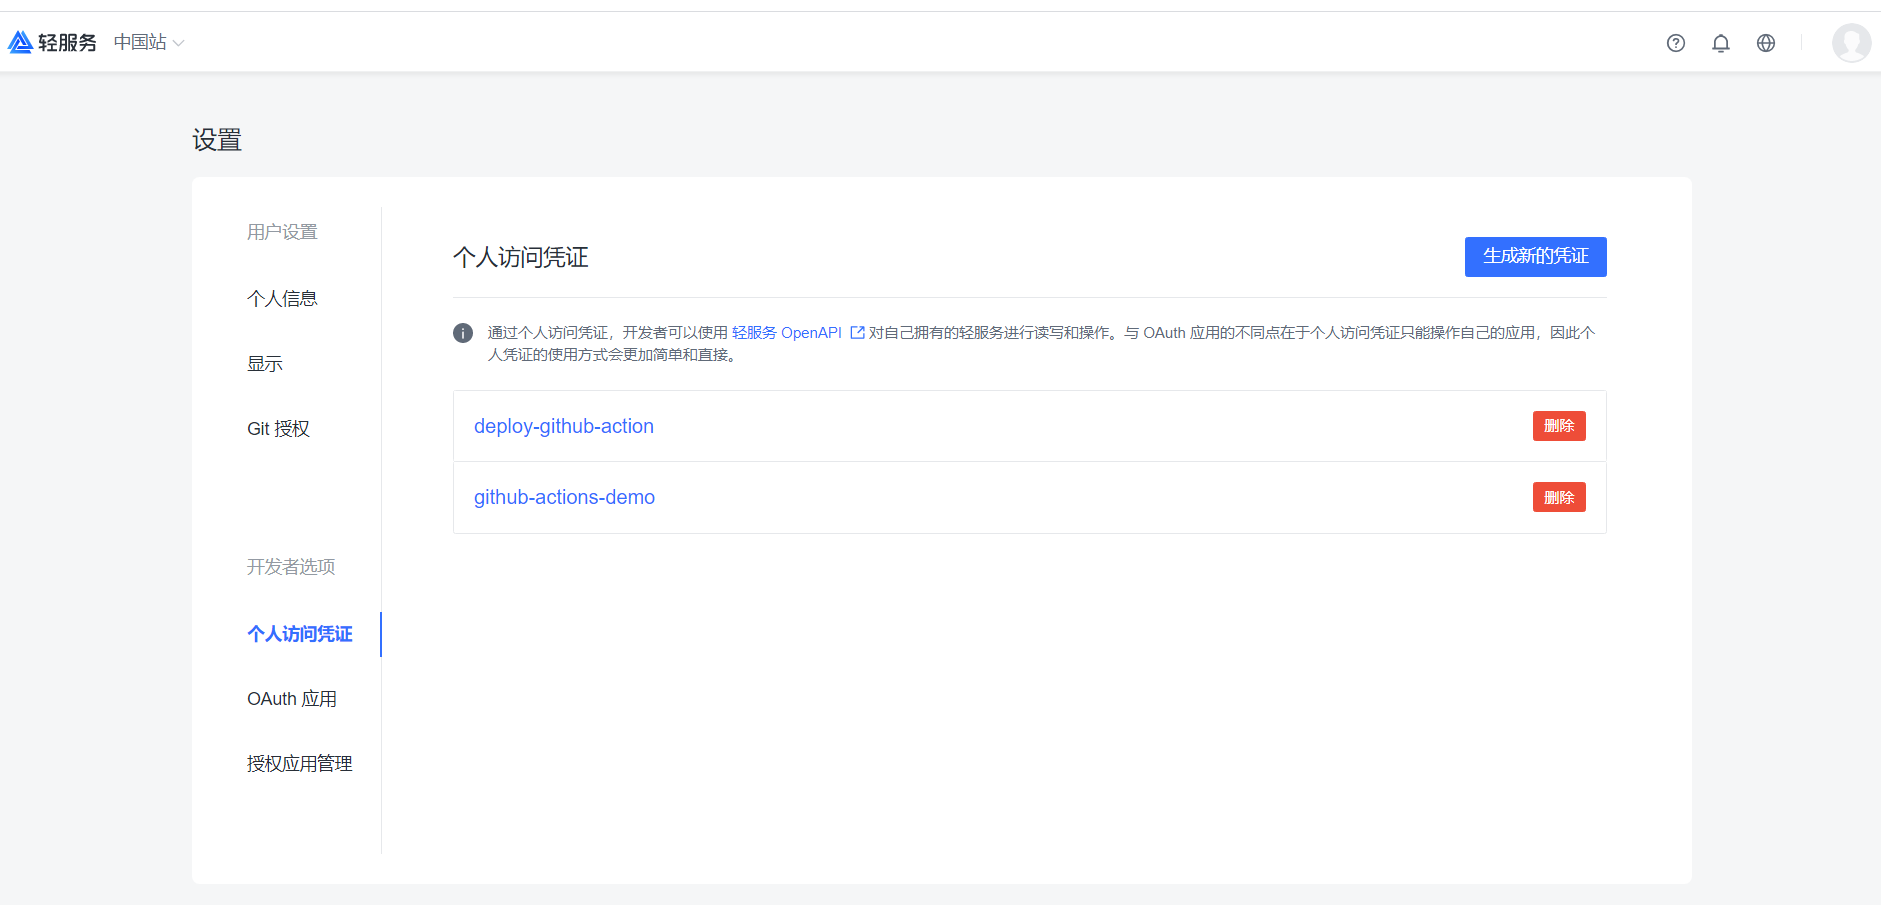 轻服务 中国站
设置
用户设置
个人信息
显示
Git 授权
开发者选项
个人访问凭证
OAuth 应用
授权应用管理
个人访问凭证
生成新的凭证
通过个人访问凭证，开发者可以使用 轻服务 OpenAPI 对自己拥有的轻服务进行读写和操作。与 OAuth 应用的不同点在于个人访问凭证只能操作自己的应用，因此个
人凭证的使用方式会更加简单和直接。
deploy-github-action 删除
github-actions-demo 删除